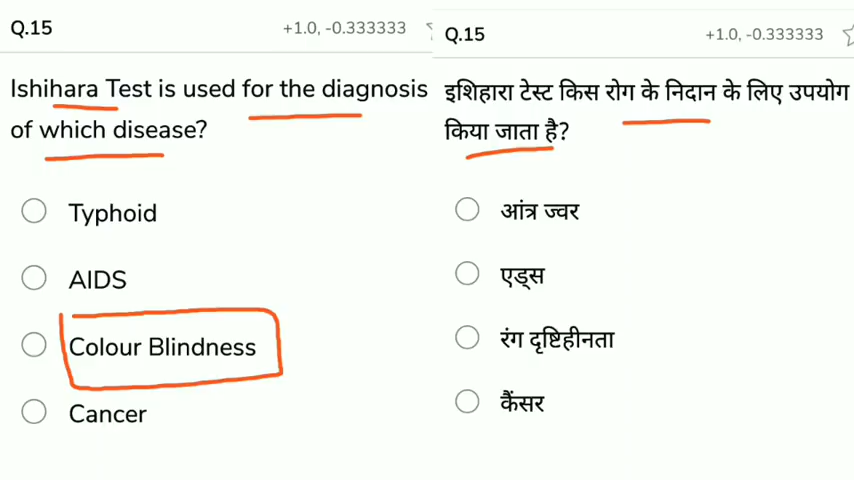 Q.15
+1.0, -0.333333
Ishihara Test is used for the diagnosis
of which disease?
Typhoid
AIDS
Colour Blindness
Cancer
Q.15
+1.0, -0.333333
इशिहारा टेस्ट किस रोग के निदान के लिए उपयोग
किया जाता है?
आंत्र ज्वर
एड्स
रंग दृष्टिहीनता
कैंसर